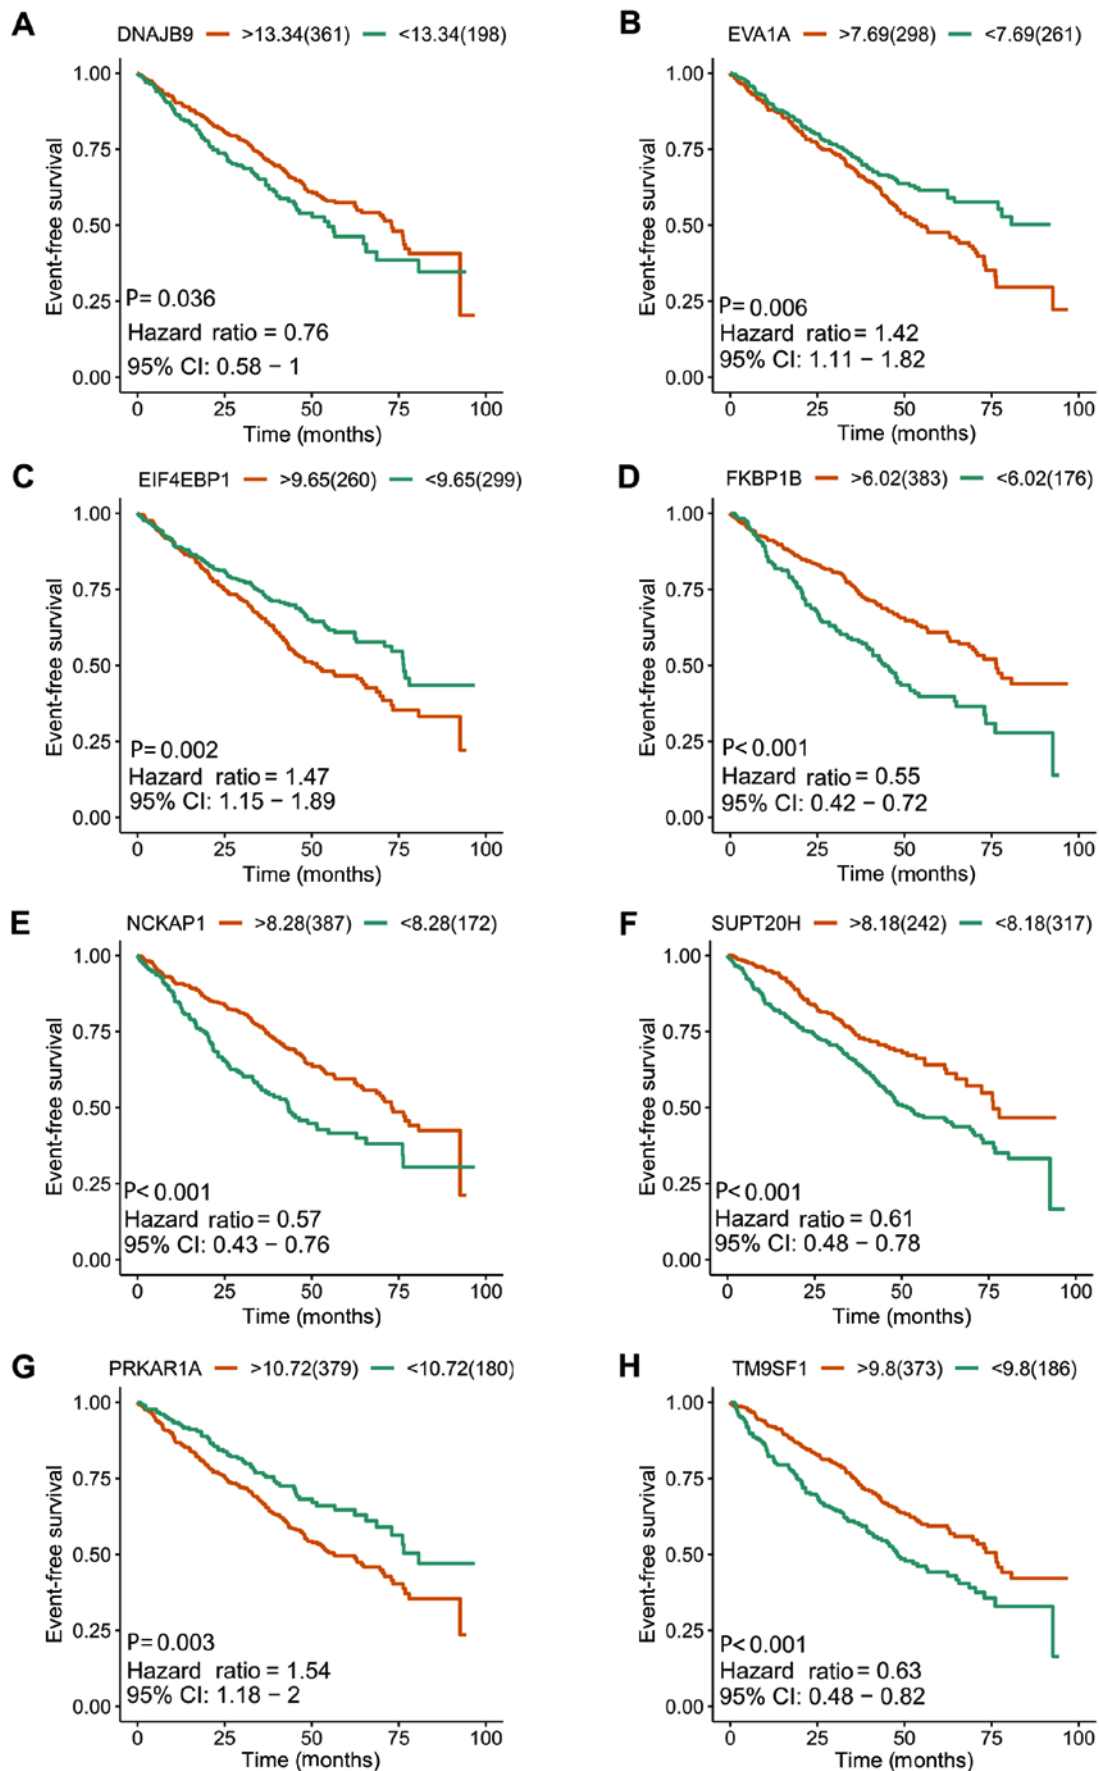 A
DNAJB9 >13.34(361) <13.34(198)
Event-free survival
1.00
0.75
0.50
0.25
0.00
P= 0.036
Hazard ratio = 0.76
95% CI: 0.58 – 1
0 25 50 75 100
Time (months)
B
EVA1A >7.69(298) <7.69(261)
Event-free survival
1.00
0.75
0.50
0.25
0.00
P= 0.006
Hazard ratio = 1.42
95% CI: 1.11 – 1.82
0 25 50 75 100
Time (months)
C
EIF4EBP1 >9.65(260) <9.65(299)
Event-free survival
1.00
0.75
0.50
0.25
0.00
P= 0.002
Hazard ratio = 1.47
95% CI: 1.15 – 1.89
0 25 50 75 100
Time (months)
D
FKBP1B >6.02(383) <6.02(176)
Event-free survival
1.00
0.75
0.50
0.25
0.00
P< 0.001
Hazard ratio = 0.55
95% CI: 0.42 – 0.72
0 25 50 75 100
Time (months)
E
NCKAP1 >8.28(387) <8.28(172)
Event-free survival
1.00
0.75
0.50
0.25
0.00
P< 0.001
Hazard ratio = 0.57
95% CI: 0.43 – 0.76
0 25 50 75 100
Time (months)
F
SUPT20H >8.18(242) <8.18(317)
Event-free survival
1.00
0.75
0.50
0.25
0.00
P< 0.001
Hazard ratio = 0.61
95% CI: 0.48 – 0.78
0 25 50 75 100
Time (months)
G
PRKAR1A >10.72(379) <10.72(180)
Event-free survival
1.00
0.75
0.50
0.25
0.00
P= 0.003
Hazard ratio = 1.54
95% CI: 1.18 – 2
0 25 50 75 100
Time (months)
H
TM9SF1 >9.8(373) <9.8(186)
Event-free survival
1.00
0.75
0.50
0.25
0.00
P< 0.001
Hazard ratio = 0.63
95% CI: 0.48 – 0.82
0 25 50 75 100
Time (months)